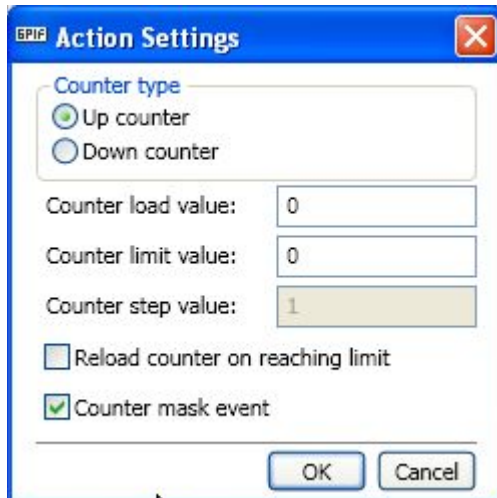 GPIF Action Settings
Counter type
Up counter
Down counter
Counter load value: 0
Counter limit value: 0
Counter step value: 1
Reload counter on reaching limit
Counter mask event
OK Cancel